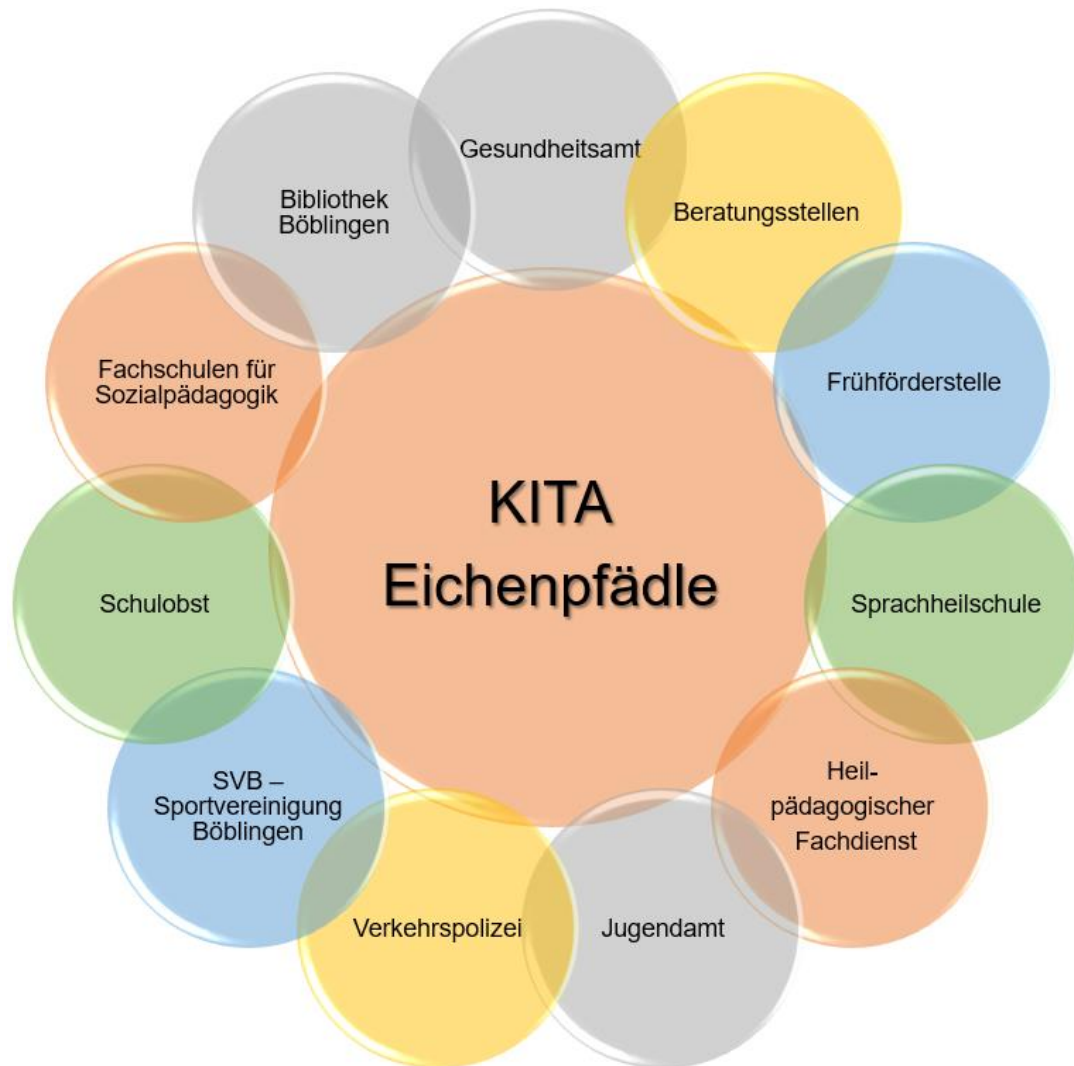 Gesundheitsamt
Beratungsstellen
Frühförderstelle
Sprachheilschule
Heil-
pädagogischer
Fachdienst
Jugendamt
Verkehrspolizei
SVB –
Sportvereinigung
Böblingen
Schulobst
Fachschulen für
Sozialpädagogik
Bibliothek
Böblingen
KITA
Eichenpfädle